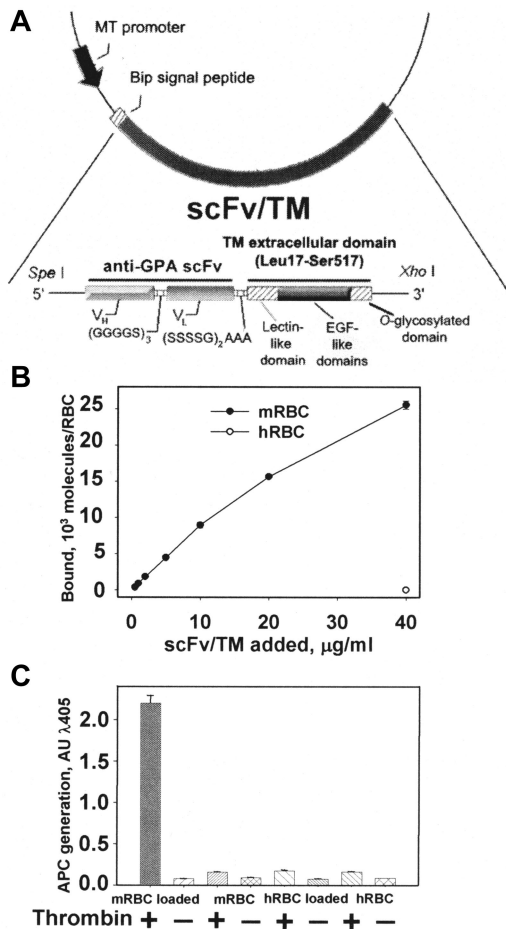 A
MT promoter
Bip signal peptide
scFv/TM
TM extracellular domain
(Leu17-Ser517)
anti-GPA scFv
Spe I
Xho I
5'
3'
VH
VL
(GGGGS)3
(SSSSG)2AAA
Lectin-
like
domain
EGF-
like
domains
O-glycosylated
domain
B
Bound, 10³ molecules/RBC
25
20
15
10
5
0
mRBC
hRBC
0
10
20
30
40
scFv/TM added, µg/ml
C
APC generation, AU λ405
2.0
1.5
1.0
0.5
0.0
mRBC loaded
mRBC
hRBC loaded
hRBC
Thrombin + − + − + − + −